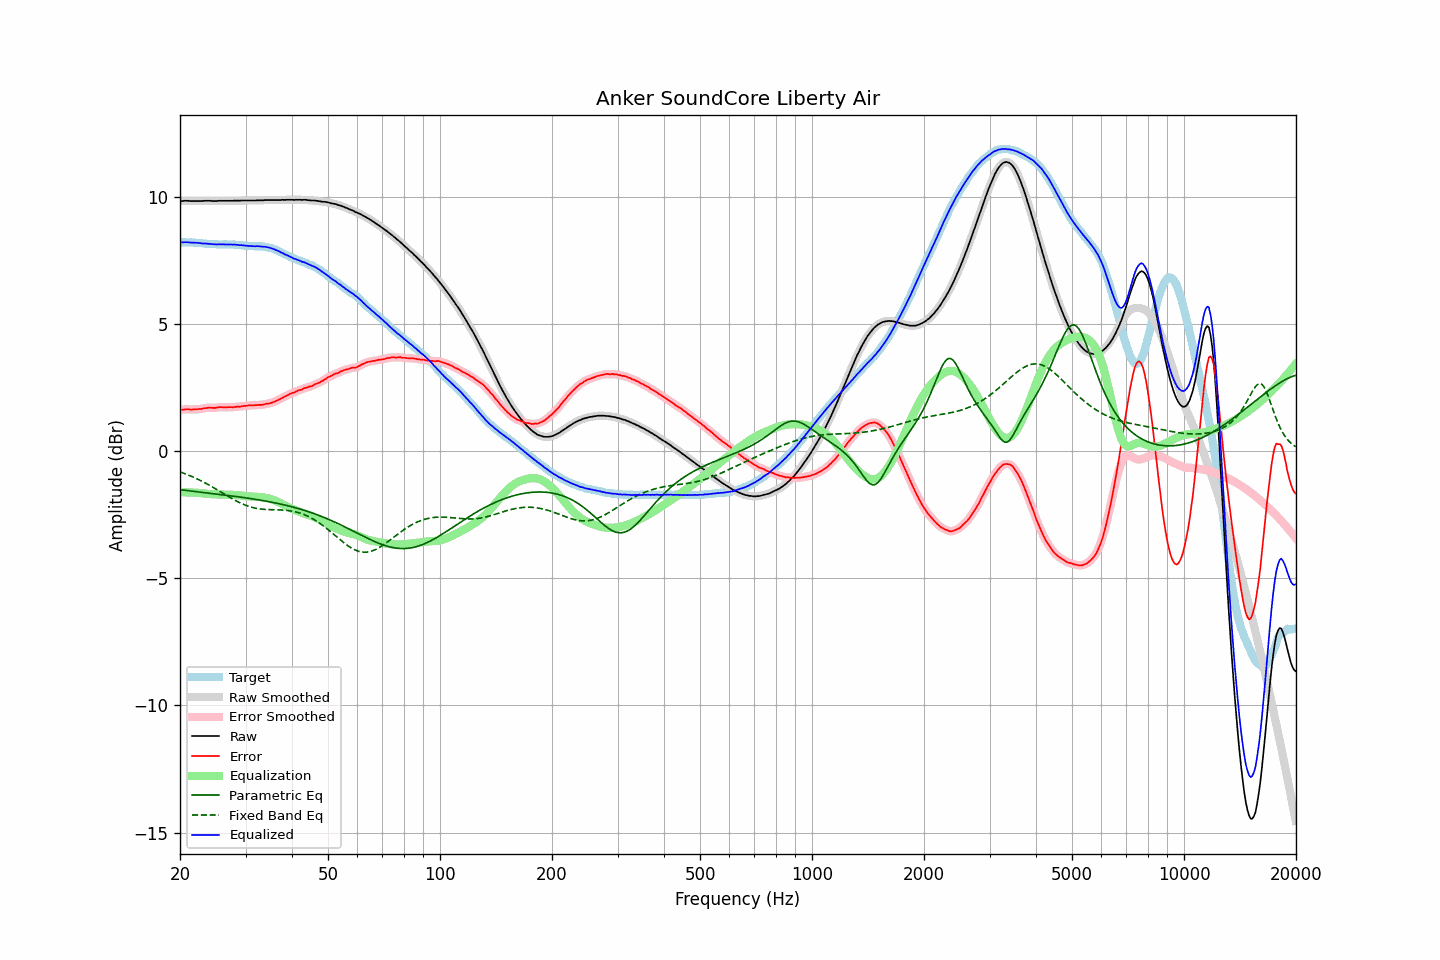 Anker SoundCore Liberty Air
Amplitude (dBr)
10
5
0
−5
−10
−15
Target
Raw Smoothed
Error Smoothed
Raw
Error
Equalization
Parametric Eq
Fixed Band Eq
Equalized
20 50 100 200 500 1000 2000 5000 10000 20000
Frequency (Hz)